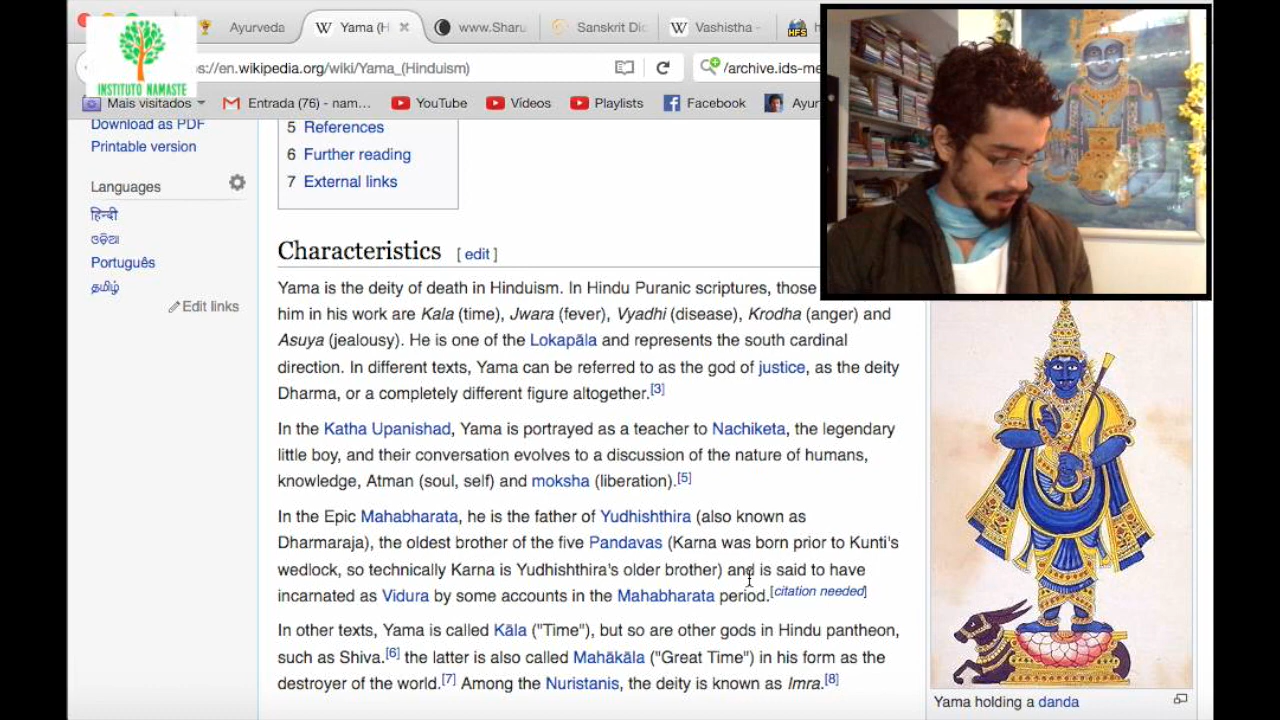 Ayurveda
Yama (H
www.Sharu
Sanskrit Dic
Vashistha -
HFS
h
INSTITUTO NAMASTE
s://en.wikipedia.org/wiki/Yama_(Hinduism)
/archive.ids-me
Mais visitados
Entrada (76) - nam...
YouTube
Vídeos
Playlists
Facebook
Ayur
Download as PDF
Printable version
Languages
हिन्दी
ଓଡ଼ିଆ
Português
தமிழ்
Edit links
5 References
6 Further reading
7 External links
Characteristics [ edit ]
Yama is the deity of death in Hinduism. In Hindu Puranic scriptures, those
him in his work are Kala (time), Jwara (fever), Vyadhi (disease), Krodha (anger) and
Asuya (jealousy). He is one of the Lokapāla and represents the south cardinal
direction. In different texts, Yama can be referred to as the god of justice, as the deity
Dharma, or a completely different figure altogether.[3]
In the Katha Upanishad, Yama is portrayed as a teacher to Nachiketa, the legendary
little boy, and their conversation evolves to a discussion of the nature of humans,
knowledge, Atman (soul, self) and moksha (liberation).[5]
In the Epic Mahabharata, he is the father of Yudhishthira (also known as
Dharmaraja), the oldest brother of the five Pandavas (Karna was born prior to Kunti's
wedlock, so technically Karna is Yudhishthira's older brother) and is said to have
incarnated as Vidura by some accounts in the Mahabharata period.[citation needed]
In other texts, Yama is called Kāla ("Time"), but so are other gods in Hindu pantheon,
such as Shiva.[6] the latter is also called Mahākāla ("Great Time") in his form as the
destroyer of the world.[7] Among the Nuristanis, the deity is known as Imra.[8]
Yama holding a danda